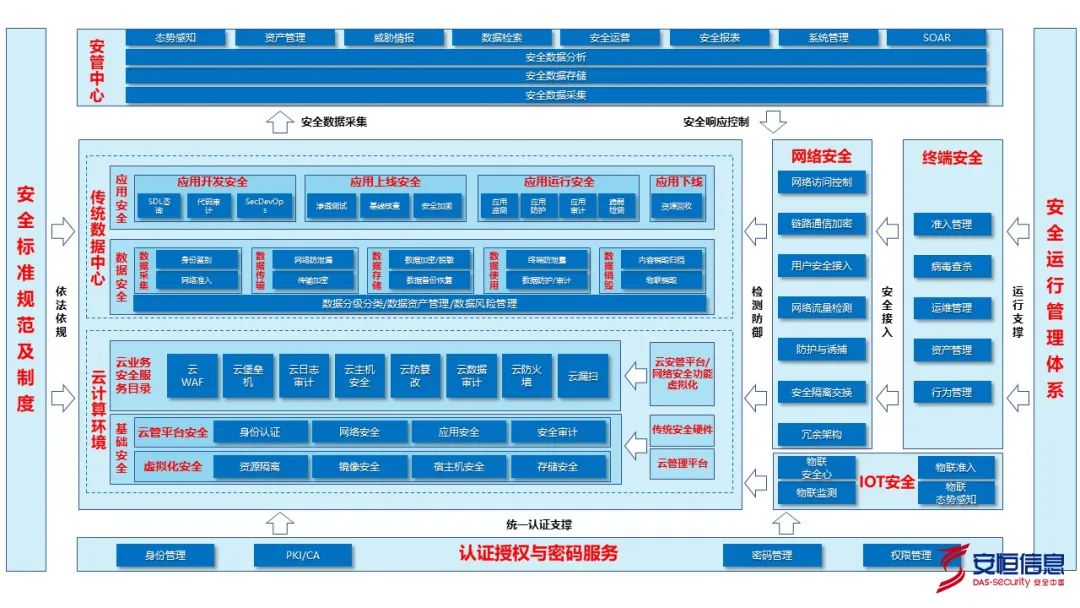 安全标准规范及制度
安管中心
态势感知
资产管理
威胁情报
数据检索
安全运营
安全报表
系统管理
SOAR
安全数据分析
安全数据存储
安全数据采集
安全数据采集
安全响应控制
依法依规
传统数据中心
应用安全
应用开发安全
SDL咨
询
代码审
计
SecDevOp
s
应用上线安全
渗透测试
基线核查
安全加固
应用运行安全
应用
监测
应用
防护
应用
审计
应用下线
资源回收
数据安全
数据采集
身份鉴别
网络准入
数据传输
网络防泄漏
传输加密
数据存储
数据加密/脱敏
数据备份恢复
数据使用
终端防泄露
数据防护/审计
数据销毁
内容销毁归档
物联销毁
数据分级分类/数据资产管理/数据风险管理
云计算环境
云业务
安全服
务目录
云
WAF
云堡垒
机
云日志
审计
云主机
安全
云防篡
改
云数据
审计
云防火
墙
云漏扫
云安管平台/
网络安全功能
虚拟化
基础安全
云管平台安全
身份认证
网络安全
应用安全
安全审计
虚拟化安全
资源隔离
镜像安全
宿主机安全
存储安全
传统安全硬件
云管理平台
检测防御
网络安全
网络访问控制
链路通信加密
用户安全接入
网络流量检测
防护与诱捕
安全隔离交换
冗余架构
安全接入
终端安全
准入管理
病毒查杀
运维管理
资产管理
行为管理
运行支撑
物联
安全心
物联监测
IOT安全
物联准入
物联
态势感知
统一认证支撑
身份管理
PKI/CA
认证授权与密码服务
密码管理
权限管理
安全运行管理体系
安恒信息
DAS-security 安全中国